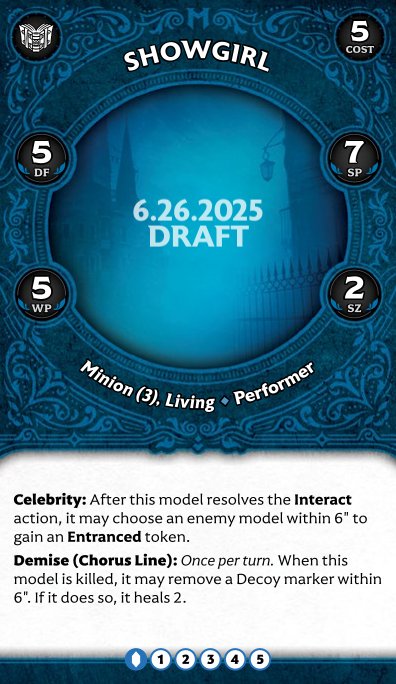 5
COST
SHOWGIRL
5
DF
7
SP
6.26.2025
DRAFT
5
WP
2
SZ
Minion (3), Living ◆ Performer
Celebrity: After this model resolves the Interact
action, it may choose an enemy model within 6" to
gain an Entranced token.
Demise (Chorus Line): Once per turn. When this
model is killed, it may remove a Decoy marker within
6". If it does so, it heals 2.
1 2 3 4 5